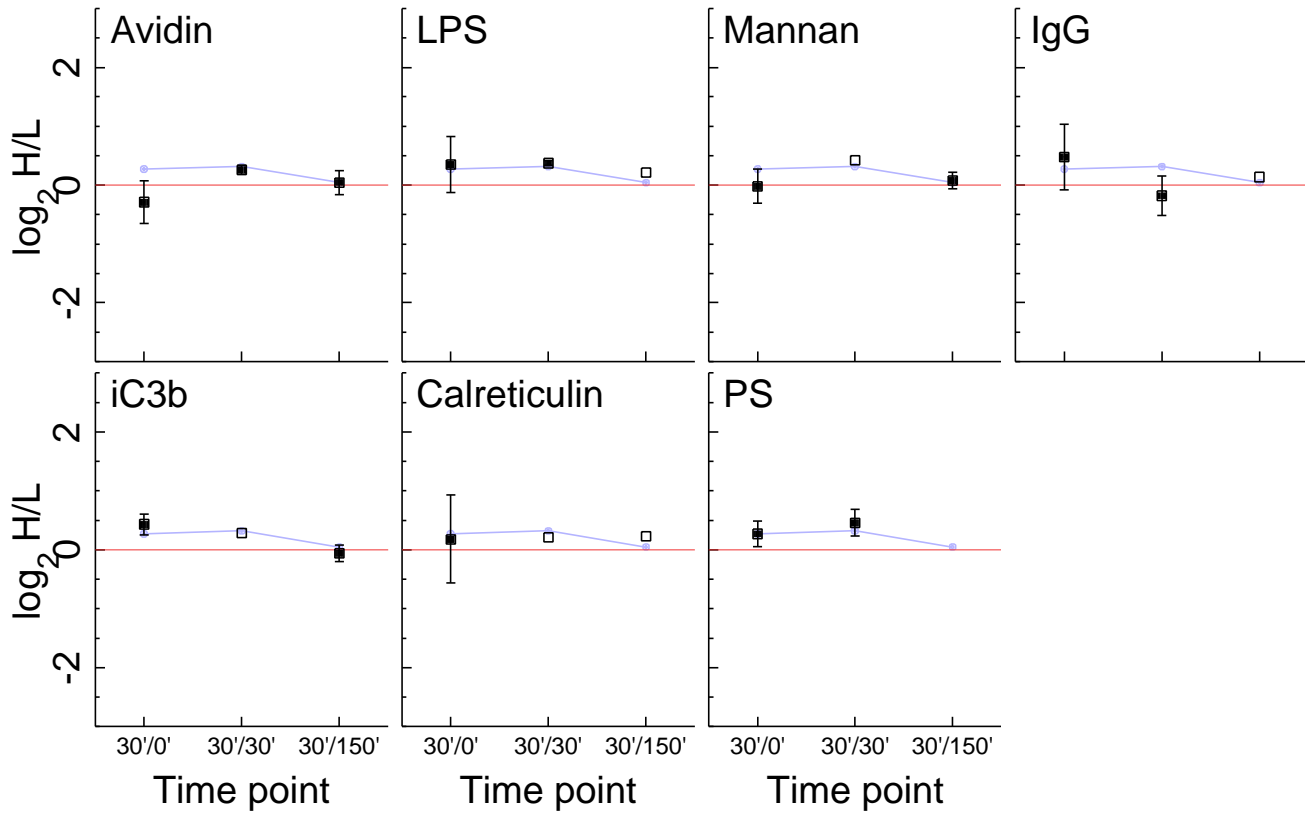 Avidin LPS Mannan IgG
2
0
-2
log2 H/L
iC3b Calreticulin PS
2
0
-2
log2 H/L
30'/0' 30'/30' 30'/150' 30'/0' 30'/30' 30'/150' 30'/0' 30'/30' 30'/150'
Time point Time point Time point